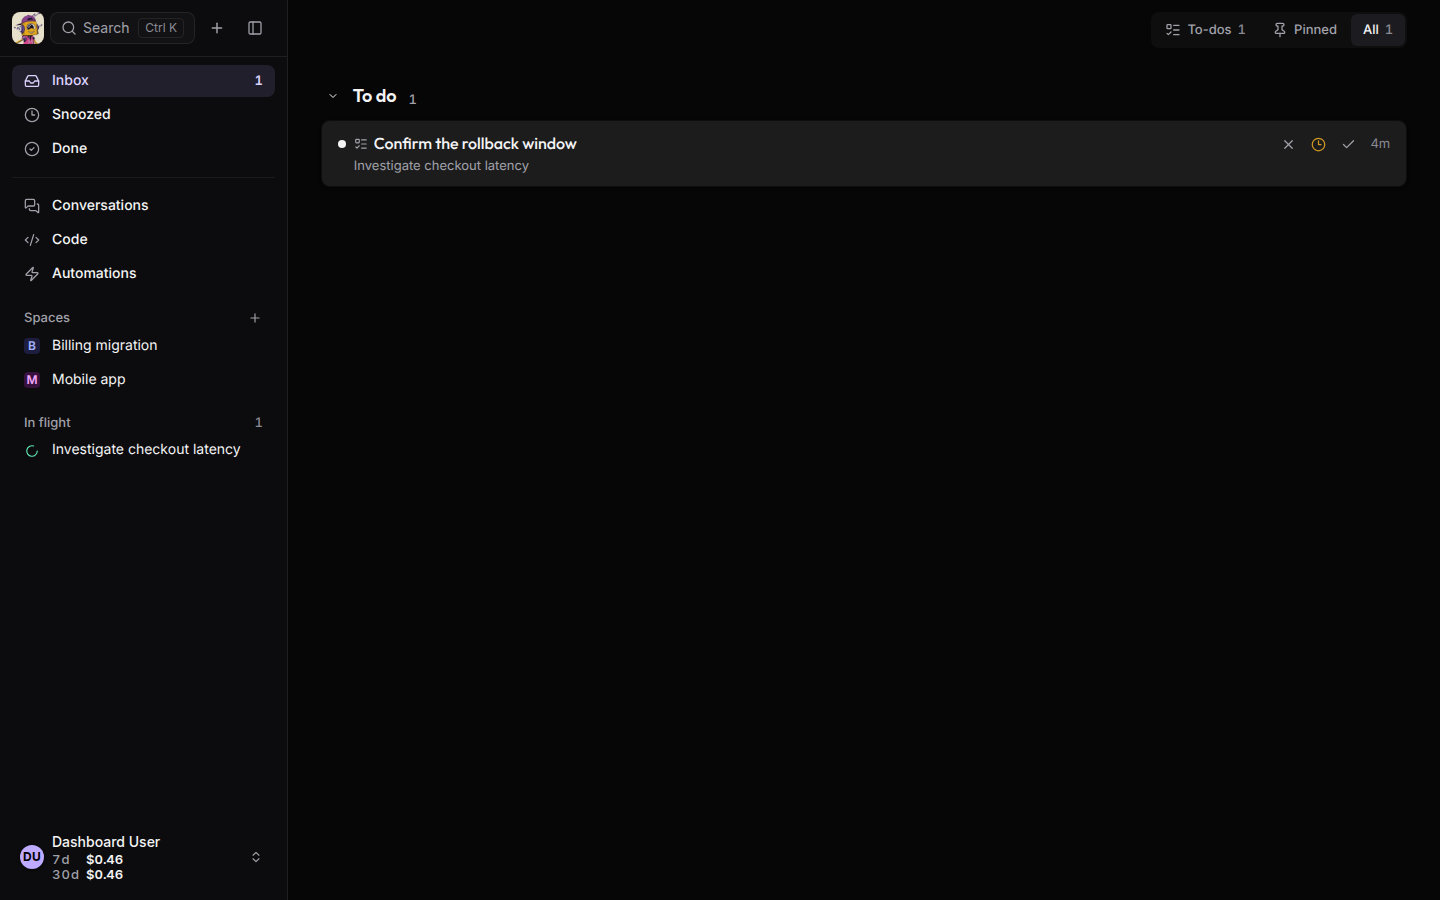 Search Ctrl K
To-dos 1 Pinned All 1
Inbox 1
Snoozed
Done
Conversations
Code
Automations
Spaces
B Billing migration
M Mobile app
In flight 1
Investigate checkout latency
To do 1
Confirm the rollback window 4m
Investigate checkout latency
DU Dashboard User
7d $0.46
30d $0.46